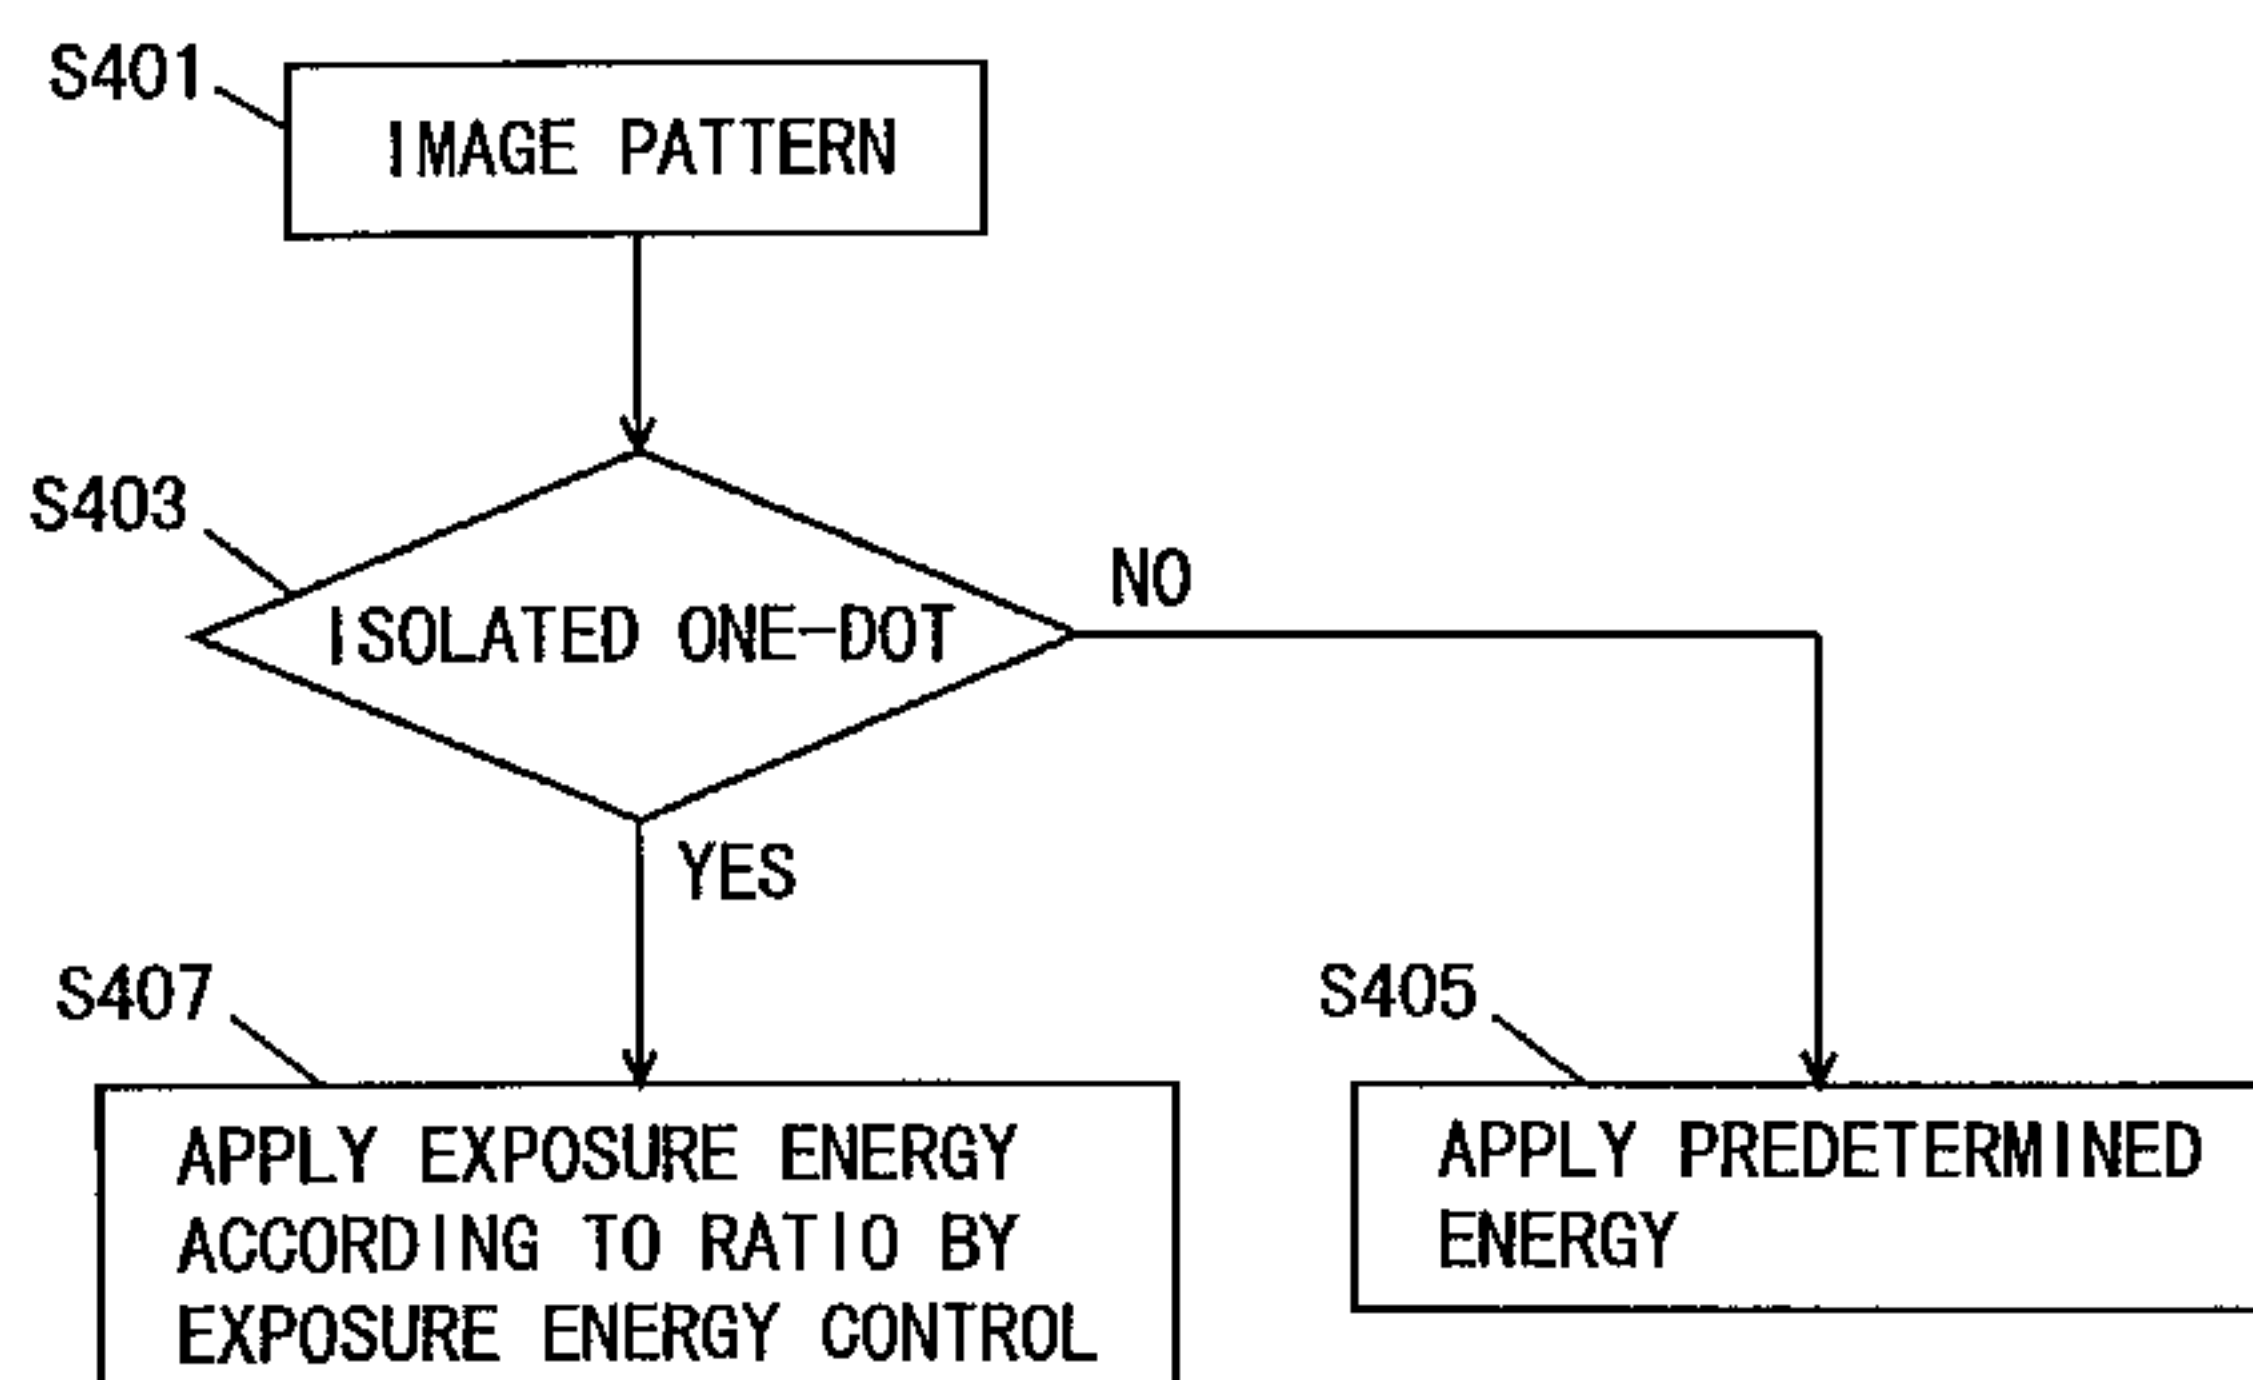 S401
IMAGE PATTERN
S403
ISOLATED ONE-DOT
NO
YES
S407
APPLY EXPOSURE ENERGY
ACCORDING TO RATIO BY
EXPOSURE ENERGY CONTROL
S405
APPLY PREDETERMINED
ENERGY